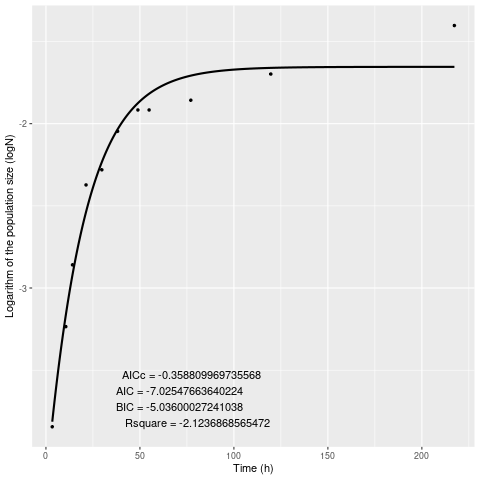 Logarithm of the population size (logN)
-2
-3
AICc = -0.358809969735568
AIC = -7.02547663640224
BIC = -5.03600027241038
Rsquare = -2.1236868565472
0
50
100
150
200
Time (h)